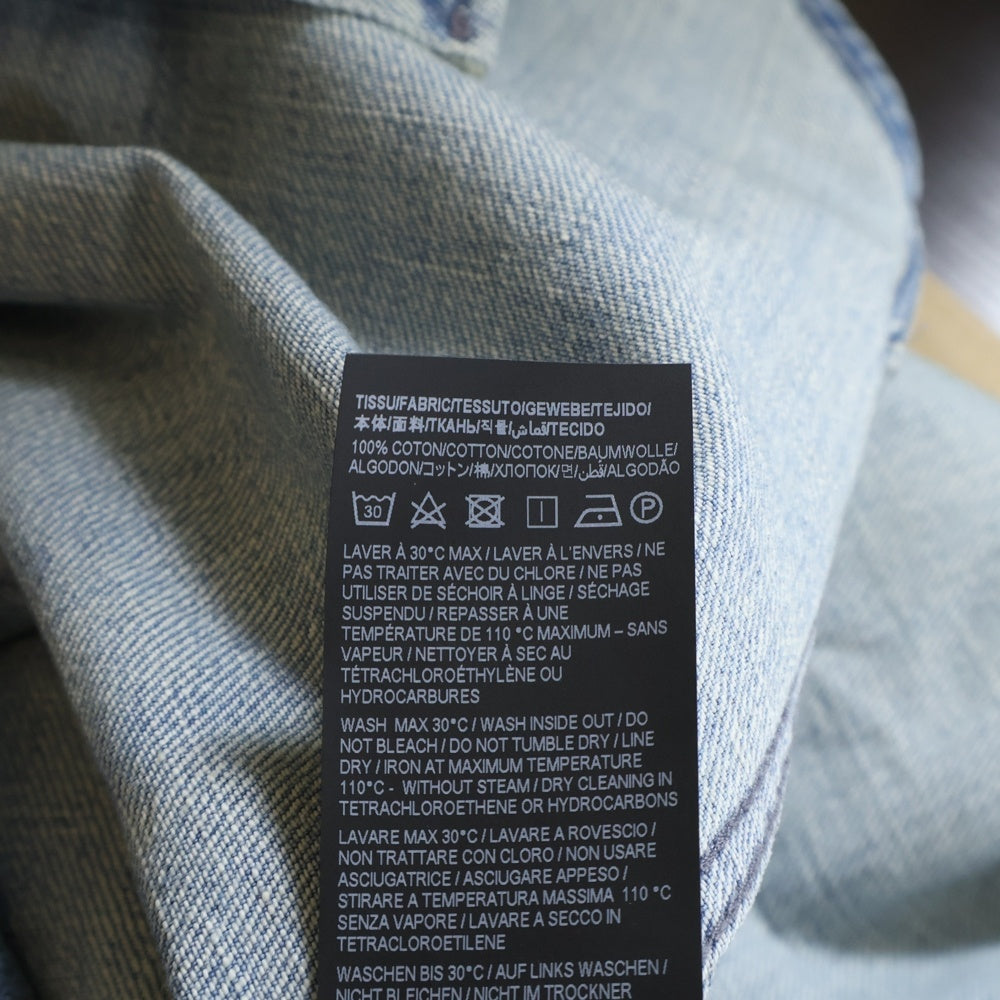 TISSU/FABRIC/TESSUTO/GEWEBE/TEJIDO/
本体/面料/ТКАНЬ/직물/قماش/TECIDO
100% COTON/COTTON/COTONE/BAUMWOLLE/
ALGODON/コットン/棉/ХЛОПОК/면/قطن/ALGODÃO
30 P
LAVER À 30°C MAX / LAVER À L'ENVERS / NE
PAS TRAITER AVEC DU CHLORE / NE PAS
UTILISER DE SÉCHOIR À LINGE / SÉCHAGE
SUSPENDU / REPASSER À UNE
TEMPÉRATURE DE 110 °C MAXIMUM – SANS
VAPEUR / NETTOYER À SEC AU
TÉTRACHLOROÉTHYLÈNE OU
HYDROCARBURES
WASH MAX 30°C / WASH INSIDE OUT / DO
NOT BLEACH / DO NOT TUMBLE DRY / LINE
DRY / IRON AT MAXIMUM TEMPERATURE
110°C - WITHOUT STEAM / DRY CLEANING IN
TETRACHLOROETHENE OR HYDROCARBONS
LAVARE MAX 30°C / LAVARE A ROVESCIO /
NON TRATTARE CON CLORO / NON USARE
ASCIUGATRICE / ASCIUGARE APPESO /
STIRARE A TEMPERATURA MASSIMA 110 °C
SENZA VAPORE / LAVARE A SECCO IN
TETRACLOROETILENE
WASCHEN BIS 30°C / AUF LINKS WASCHEN /
NICHT BLEICHEN / NICHT IM TROCKNER